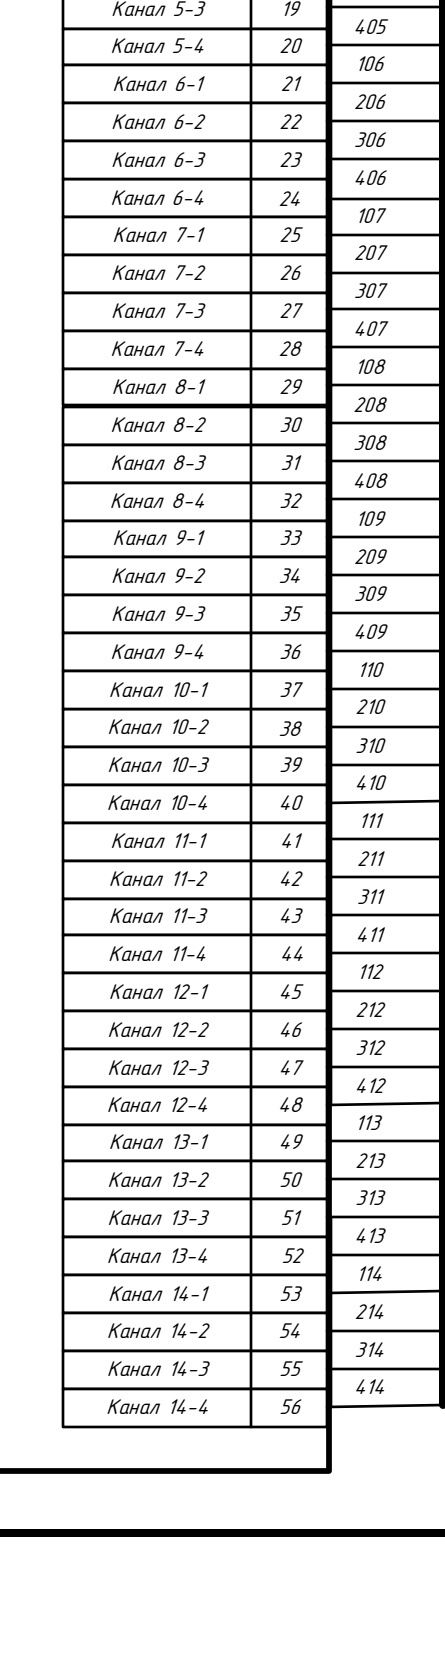 Канал 5-3 19
Канал 5-4 20 405
Канал 6-1 21 106
Канал 6-2 22 206
Канал 6-3 23 306
Канал 6-4 24 406
Канал 7-1 25 107
Канал 7-2 26 207
Канал 7-3 27 307
Канал 7-4 28 407
Канал 8-1 29 108
Канал 8-2 30 208
Канал 8-3 31 308
Канал 8-4 32 408
Канал 9-1 33 109
Канал 9-2 34 209
Канал 9-3 35 309
Канал 9-4 36 409
Канал 10-1 37 110
Канал 10-2 38 210
Канал 10-3 39 310
Канал 10-4 40 410
Канал 11-1 41 111
Канал 11-2 42 211
Канал 11-3 43 311
Канал 11-4 44 411
Канал 12-1 45 112
Канал 12-2 46 212
Канал 12-3 47 312
Канал 12-4 48 412
Канал 13-1 49 113
Канал 13-2 50 213
Канал 13-3 51 313
Канал 13-4 52 413
Канал 14-1 53 114
Канал 14-2 54 214
Канал 14-3 55 314
Канал 14-4 56 414